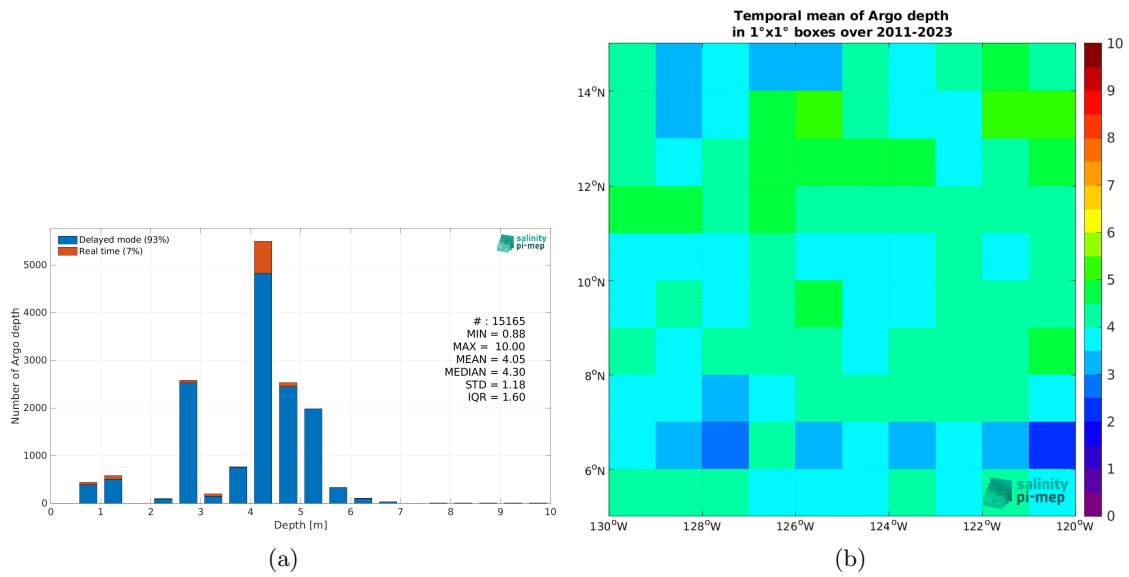 Delayed mode (93%)
Real time (7%)
salinity
pi-mep
Number of Argo depth
5000
4000
3000
2000
1000
0
# : 15165
MIN = 0.88
MAX = 10.00
MEAN = 4.05
MEDIAN = 4.30
STD = 1.18
IQR = 1.60
0 1 2 3 4 5 6 7 8 9 10
Depth [m]
(a)
Temporal mean of Argo depth
in 1°x1° boxes over 2011-2023
14°N
12°N
10°N
8°N
6°N
130°W 128°W 126°W 124°W 122°W 120°W
salinity
pi-mep
10
9
8
7
6
5
4
3
2
1
0
(b)